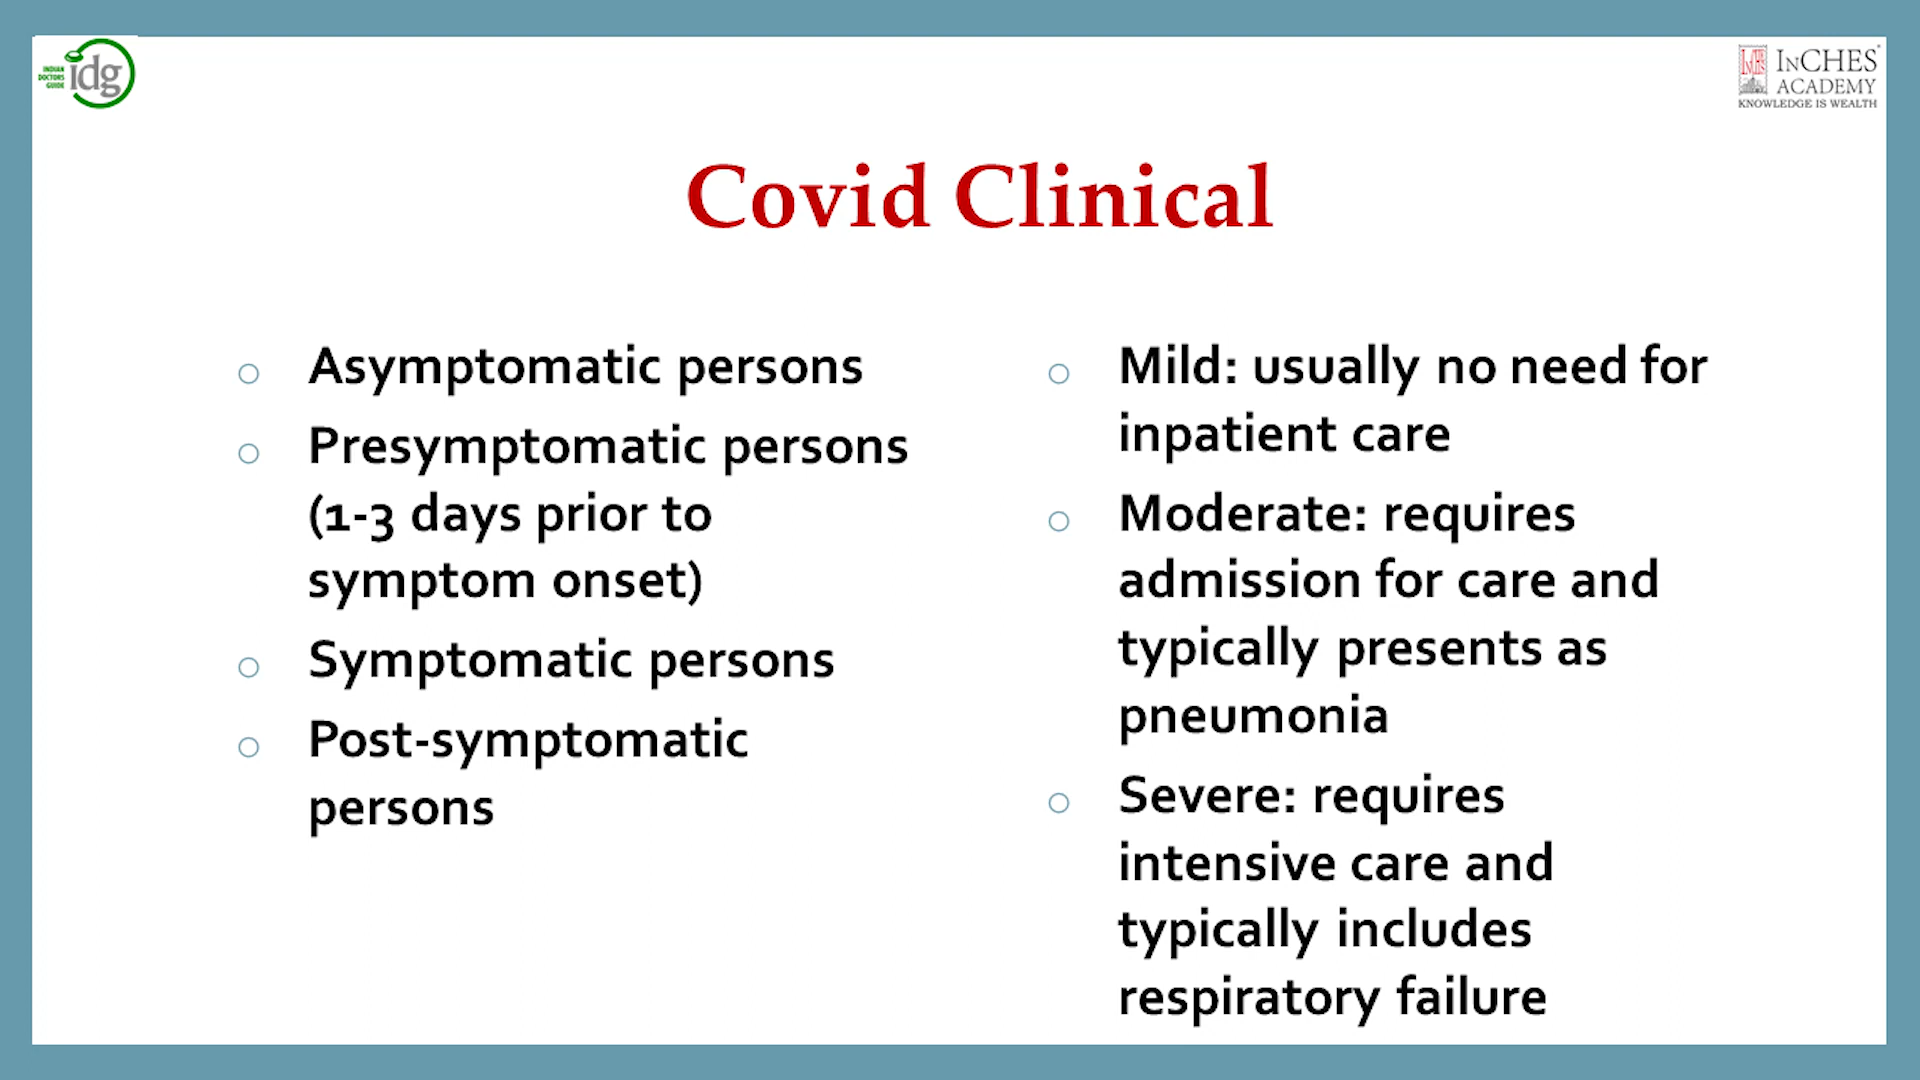 INDIAN
DOCTORS
GUIDE
idg
InCHES
ACADEMY
KNOWLEDGE IS WEALTH
Covid Clinical
Asymptomatic persons
Presymptomatic persons
(1-3 days prior to
symptom onset)
Symptomatic persons
Post-symptomatic
persons
Mild: usually no need for
inpatient care
Moderate: requires
admission for care and
typically presents as
pneumonia
Severe: requires
intensive care and
typically includes
respiratory failure